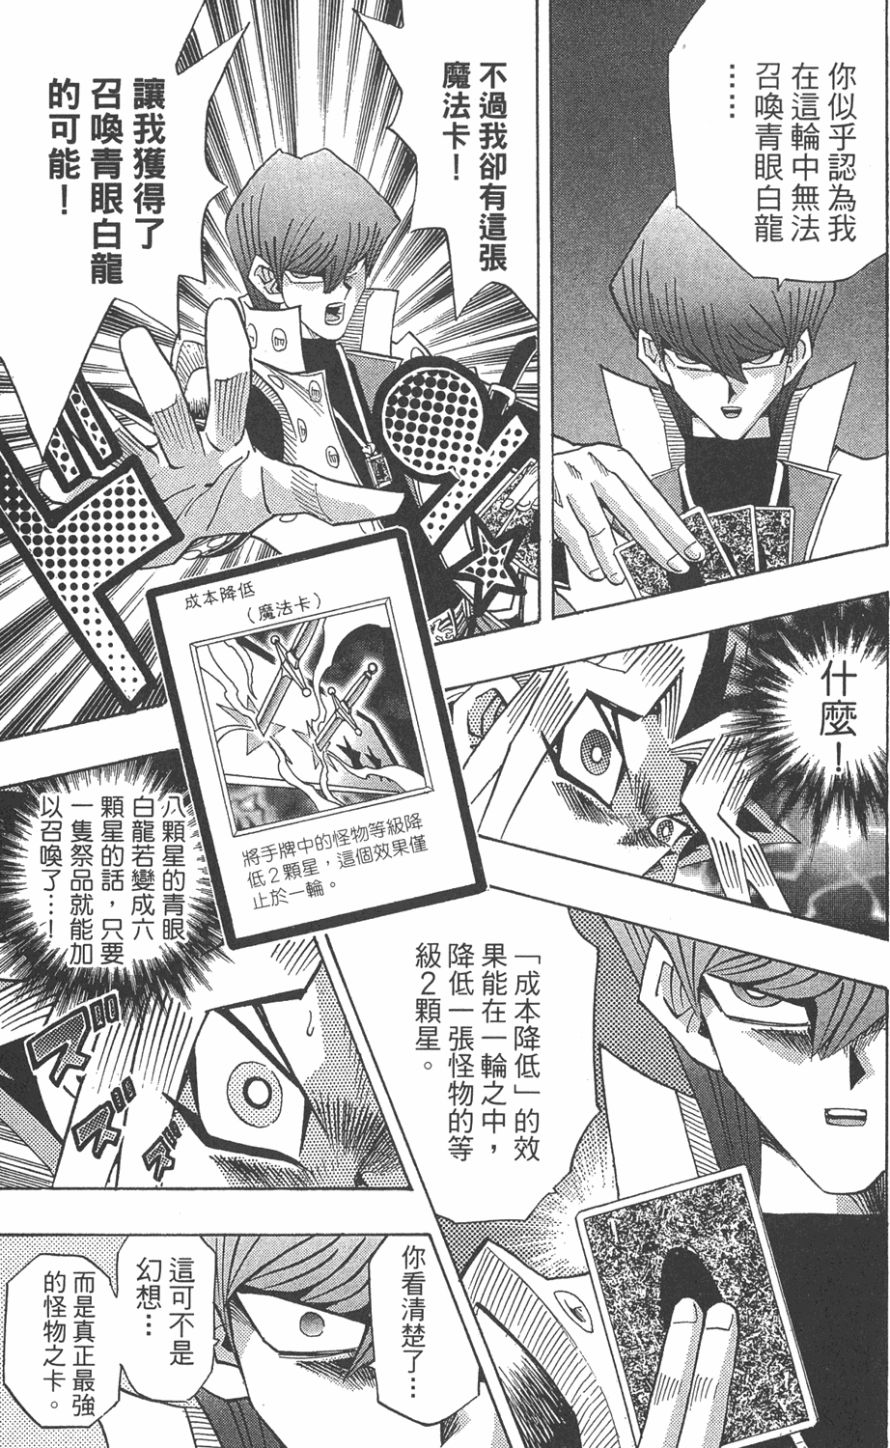 你似乎認為我
在這輪中無法
召喚青眼白龍
……
不過我卻有這張
魔法卡！
讓我獲得了
召喚青眼白龍
的可能！
ド
ン
成本降低
（魔法卡）
將手牌中的怪物等級降
低２顆星，這個效果僅
止於一輪。
什麼！
八顆星的青眼
白龍若變成六
顆星的話，只要
一隻祭品就能加
以召喚了…！
「成本降低」的效
果能在一輪之中，
降低一張怪物的等
級２顆星。
ズ
ズ
ズ
你看清楚了…
這可不是
幻想…
而是真正最強
的怪物之卡。